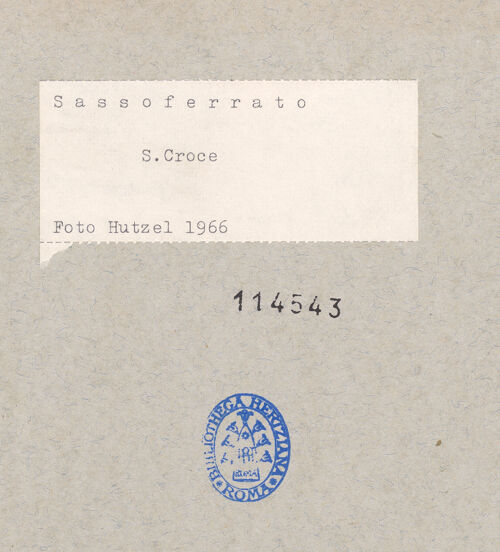 Sassoferrato
S.Croce
Foto Hutzel 1966
114543
BIBLIOTHECA HERTZIANA
ROMA